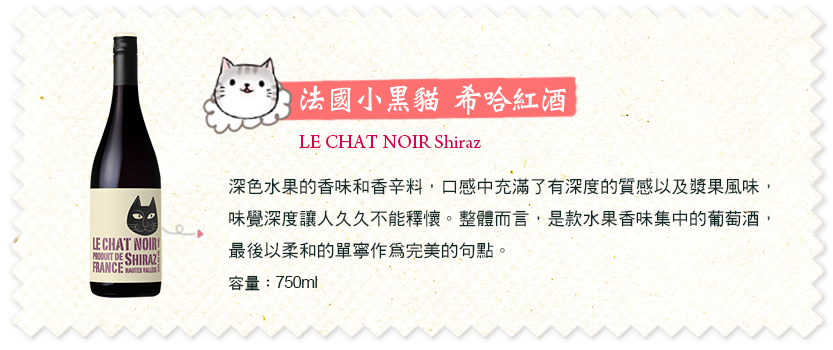 法國小黑貓 希哈紅酒
LE CHAT NOIR Shiraz
深色水果的香味和香辛料，口感中充滿了有深度的質感以及漿果風味，
味覺深度讓人久久不能釋懷。整體而言，是款水果香味集中的葡萄酒，
最後以柔和的單寧作為完美的句點。
容量：750ml
LE CHAT NOIR
PRODUIT DE SHIRAZ
FRANCE HAUTES VALLÉES